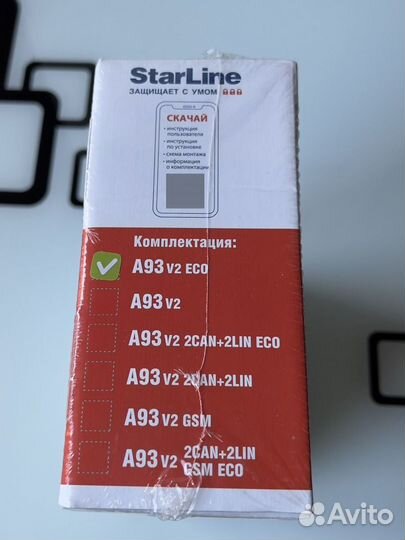 StarLine
ЗАЩИЩАЕТ С УМОМ
СКАЧАЙ
• инструкция
пользователя
• инструкция
по установке
• схема монтажа
• информация
о комплектации
Комплектация:
A93 V2 ECO
A93 V2
A93 V2 2CAN+2LIN ECO
A93 V2 2CAN+2LIN
A93 V2 GSM
A93 V2 2CAN+2LIN
GSM ECO
Avito